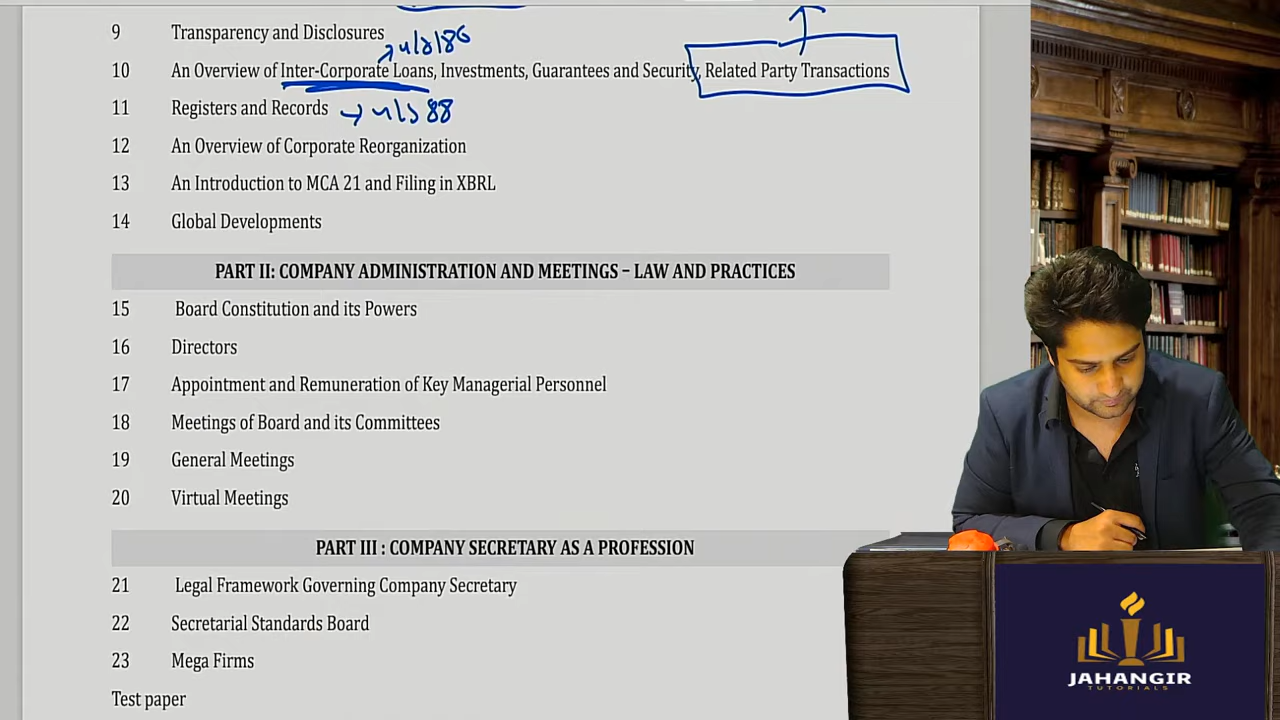 9 Transparency and Disclosures
u/s 186
10 An Overview of Inter-Corporate Loans, Investments, Guarantees and Security, Related Party Transactions
11 Registers and Records → u/s 88
12 An Overview of Corporate Reorganization
13 An Introduction to MCA 21 and Filing in XBRL
14 Global Developments
PART II: COMPANY ADMINISTRATION AND MEETINGS – LAW AND PRACTICES
15 Board Constitution and its Powers
16 Directors
17 Appointment and Remuneration of Key Managerial Personnel
18 Meetings of Board and its Committees
19 General Meetings
20 Virtual Meetings
PART III : COMPANY SECRETARY AS A PROFESSION
21 Legal Framework Governing Company Secretary
22 Secretarial Standards Board
23 Mega Firms
Test paper
JAHANGIR
TUTORIALS